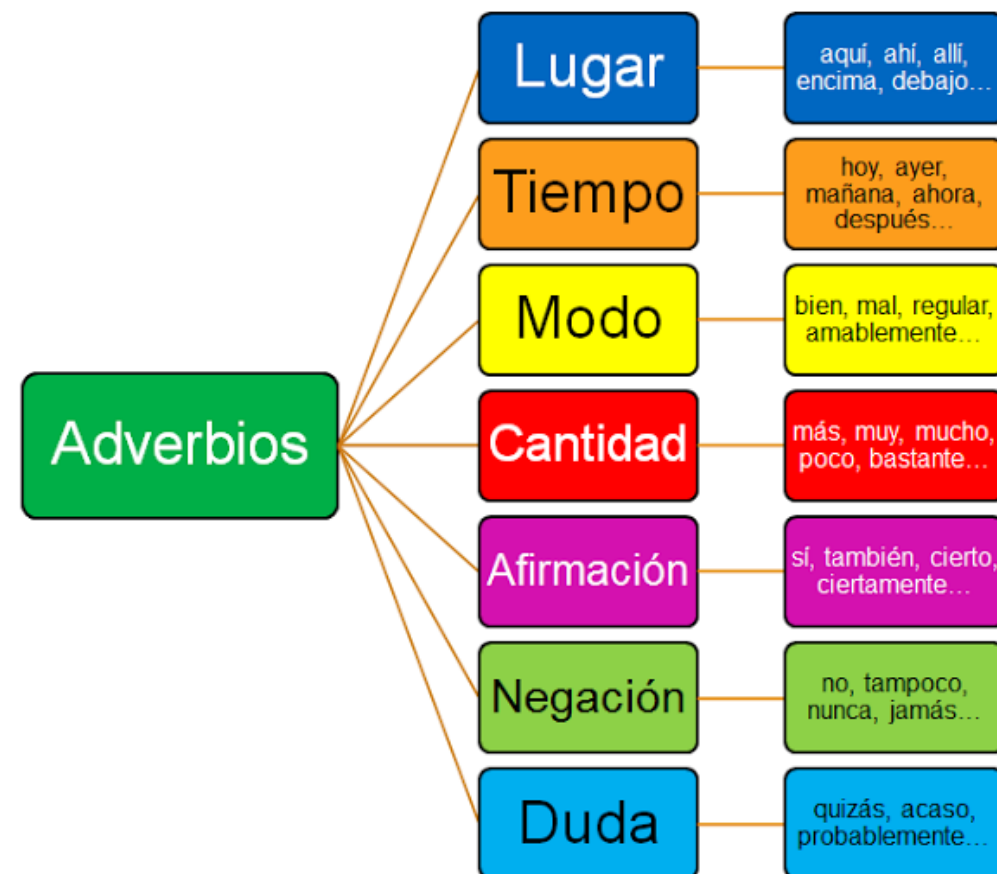 Adverbios
Lugar
aquí, ahí, allí,
encima, debajo...
Tiempo
hoy, ayer,
mañana, ahora,
después...
Modo
bien, mal, regular,
amablemente...
Cantidad
más, muy, mucho,
poco, bastante...
Afirmación
sí, también, cierto,
ciertamente...
Negación
no, tampoco,
nunca, jamás...
Duda
quizás, acaso,
probablemente...